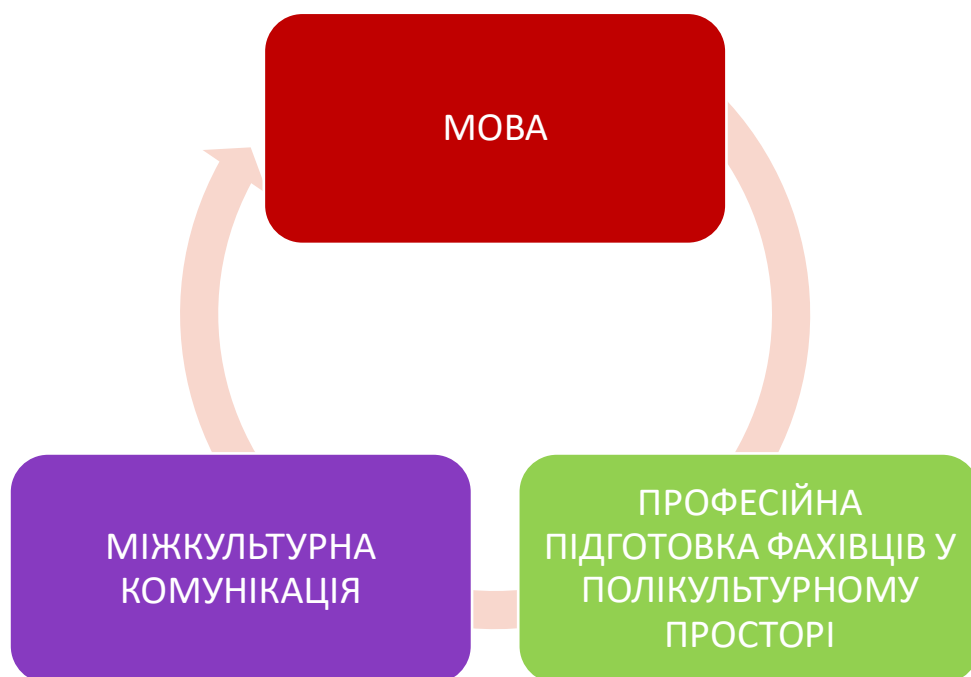 МОВА
МІЖКУЛЬТУРНА
КОМУНІКАЦІЯ
ПРОФЕСІЙНА
ПІДГОТОВКА ФАХІВЦІВ У
ПОЛІКУЛЬТУРНОМУ
ПРОСТОРІ